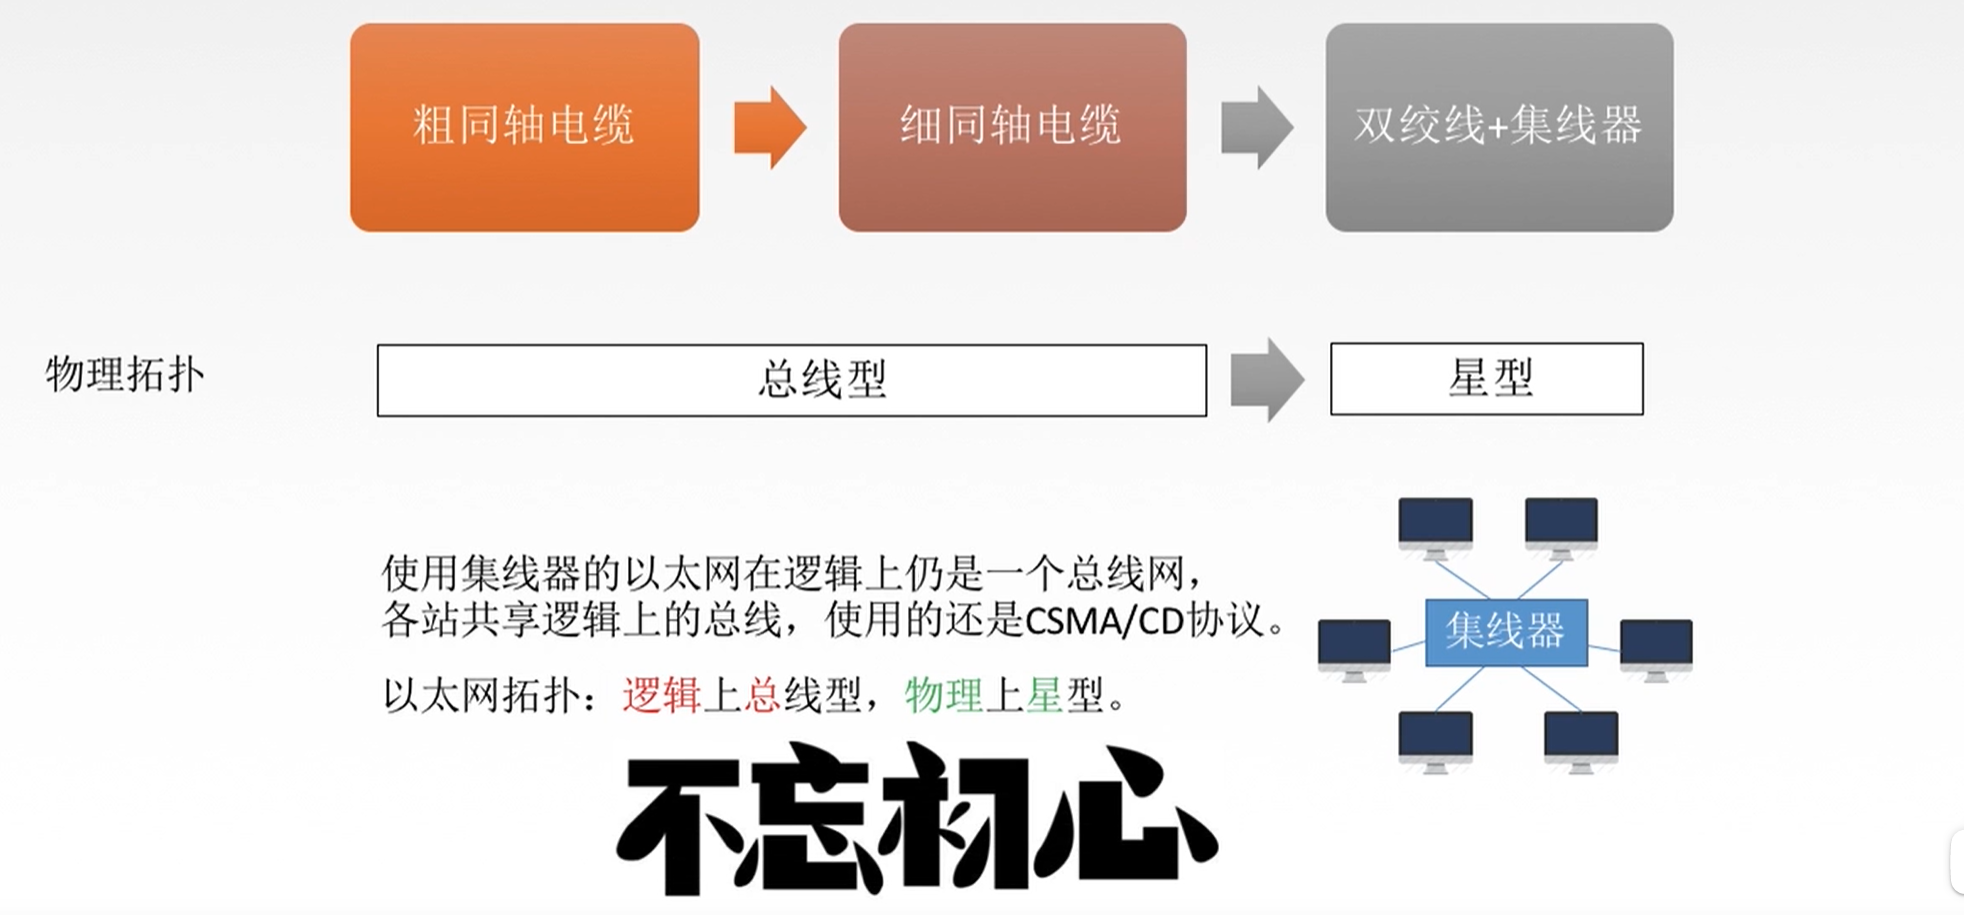 粗同轴电缆
细同轴电缆
双绞线+集线器
物理拓扑
总线型
星型
使用集线器的以太网在逻辑上仍是一个总线网，
各站共享逻辑上的总线，使用的还是CSMA/CD协议。
以太网拓扑：逻辑上总线型，物理上星型。
集线器
不忘初心